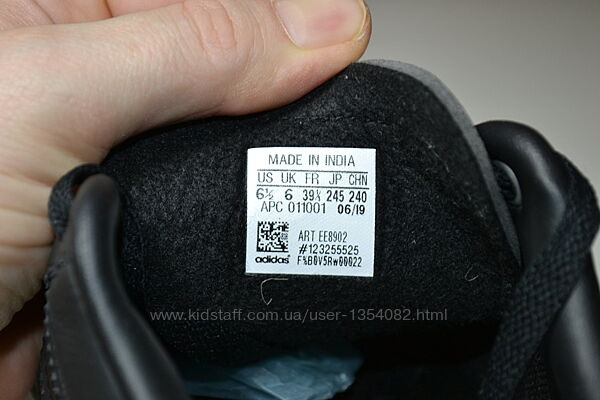 MADE IN INDIA
US UK FR JP CHN
6½ 6 39⅓ 245 240
APC 011001 06/19
ART EE8902
#123255525
adidas F%B0V5RW00022
www.kidstaff.com.ua/user-1354082.html